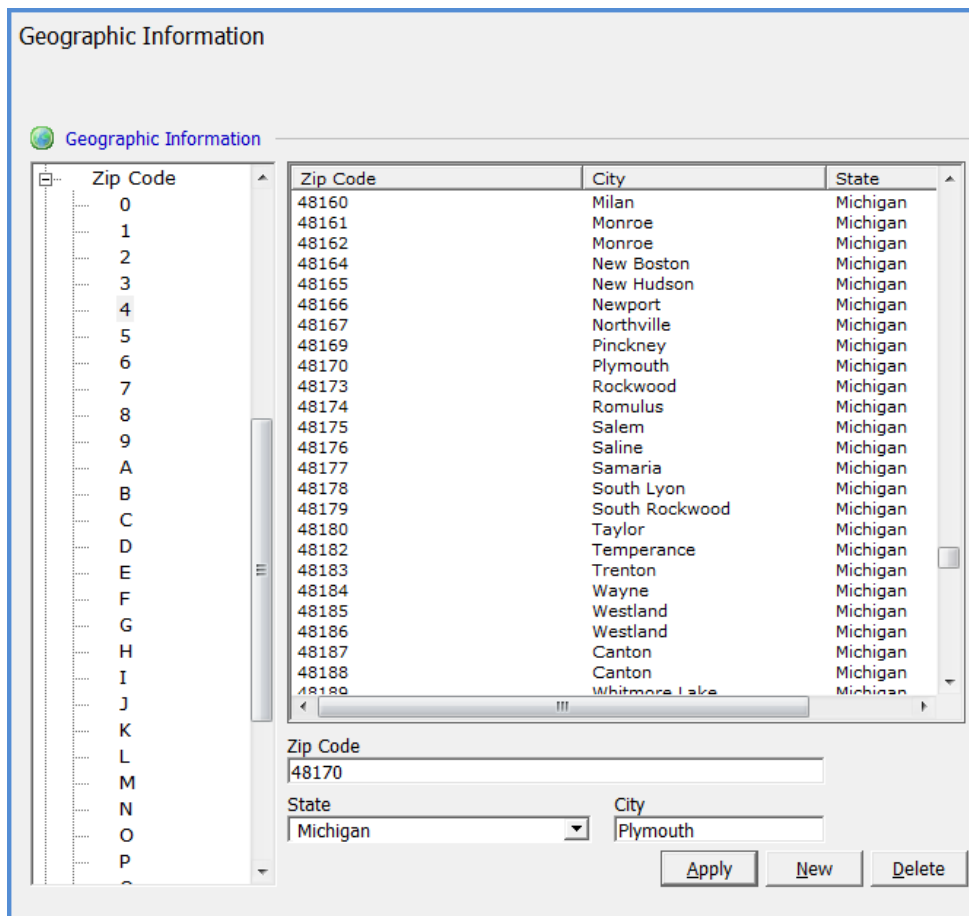 Geographic Information
Geographic Information
Zip Code
0
1
2
3
4
5
6
7
8
9
A
B
C
D
E
F
G
H
I
J
K
L
M
N
O
P
Zip Code City State
48160 Milan Michigan
48161 Monroe Michigan
48162 Monroe Michigan
48164 New Boston Michigan
48165 New Hudson Michigan
48166 Newport Michigan
48167 Northville Michigan
48169 Pinckney Michigan
48170 Plymouth Michigan
48173 Rockwood Michigan
48174 Romulus Michigan
48175 Salem Michigan
48176 Saline Michigan
48177 Samaria Michigan
48178 South Lyon Michigan
48179 South Rockwood Michigan
48180 Taylor Michigan
48182 Temperance Michigan
48183 Trenton Michigan
48184 Wayne Michigan
48185 Westland Michigan
48186 Westland Michigan
48187 Canton Michigan
48188 Canton Michigan
48189 Whitmore Lake Michigan
Zip Code
48170
State City
Michigan Plymouth
Apply New Delete